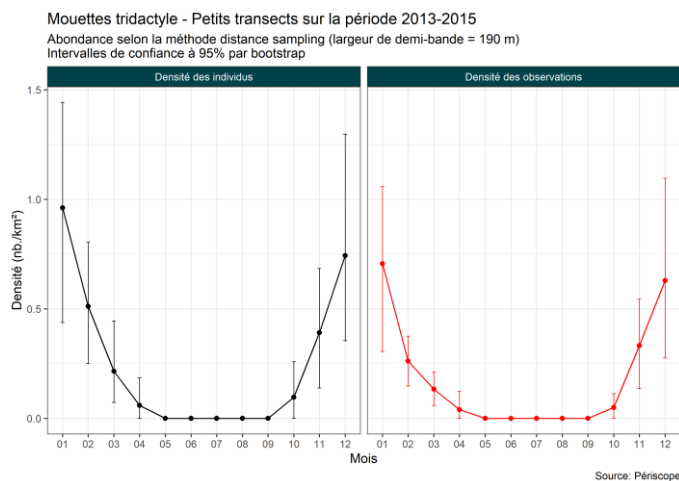 Mouettes tridactyle - Petits transects sur la période 2013-2015
Abondance selon la méthode distance sampling (largeur de demi-bande = 190 m)
Intervalles de confiance à 95% par bootstrap
Densité des individus
Densité des observations
Densité (nb./km²)
1.5
1.0
0.5
0.0
01 02 03 04 05 06 07 08 09 10 11 12
01 02 03 04 05 06 07 08 09 10 11 12
Mois
Source: Périscope